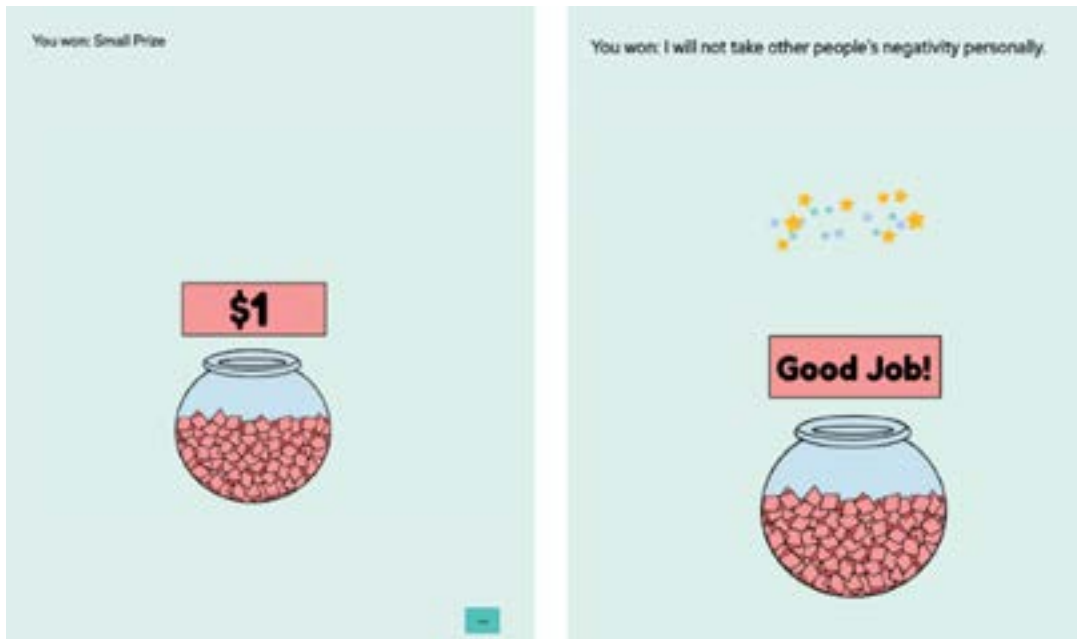 You won: Small Prize
$1
You won: I will not take other people's negativity personally.
Good Job!